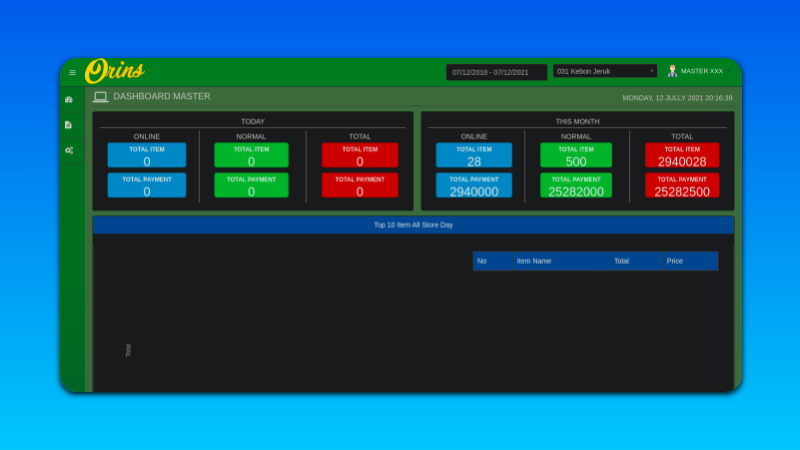 Orins
07/12/2018 - 07/12/2021
031 Kebon Jeruk
MASTER XXX
DASHBOARD MASTER
MONDAY, 12 JULLY 2021 20:16:39
TODAY
ONLINE NORMAL TOTAL
TOTAL ITEM TOTAL ITEM TOTAL ITEM
0 0 0
TOTAL PAYMENT TOTAL PAYMENT TOTAL PAYMENT
0 0 0
THIS MONTH
ONLINE NORMAL TOTAL
TOTAL ITEM TOTAL ITEM TOTAL ITEM
28 500 2940028
TOTAL PAYMENT TOTAL PAYMENT TOTAL PAYMENT
2940000 25282000 25282500
Top 10 Item All Store Day
No Item Name Total Price
Total